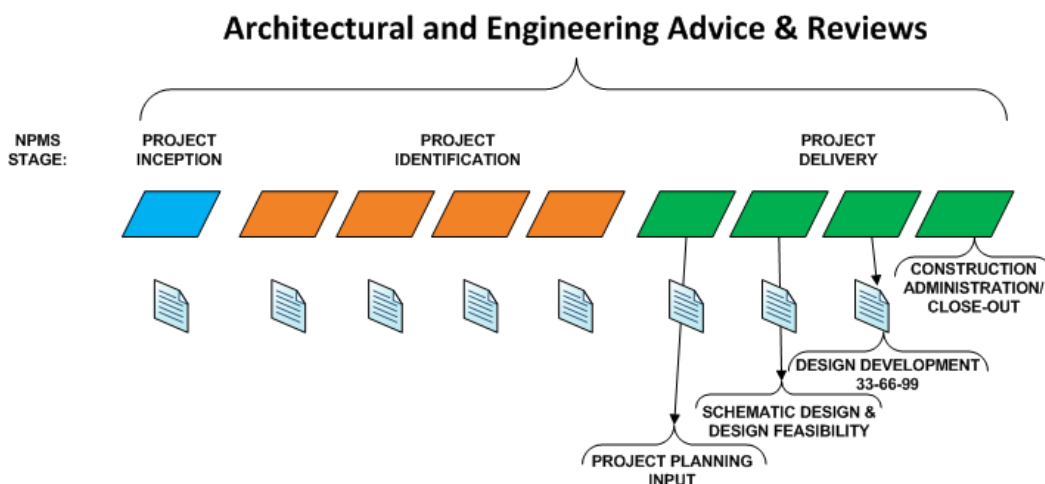 Architectural and Engineering Advice & Reviews
NPMS
STAGE:
PROJECT
INCEPTION
PROJECT
IDENTIFICATION
PROJECT
DELIVERY
CONSTRUCTION
ADMINISTRATION/
CLOSE-OUT
DESIGN DEVELOPMENT
33-66-99
SCHEMATIC DESIGN &
DESIGN FEASIBILITY
PROJECT PLANNING
INPUT